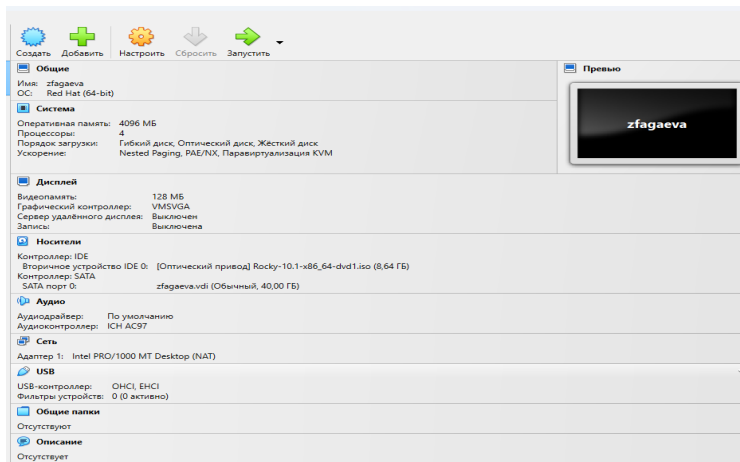 Создать Добавить Настроить Сбросить Запустить
Общие
Имя: zfagaeva
ОС: Red Hat (64-bit)
Превью
zfagaeva
Система
Оперативная память: 4096 МБ
Процессоры: 4
Порядок загрузки: Гибкий диск, Оптический диск, Жёсткий диск
Ускорение: Nested Paging, PAE/NX, Паравиртуализация KVM
Дисплей
Видеопамять: 128 МБ
Графический контроллер: VMSVGA
Сервер удалённого дисплея: Выключен
Запись: Выключена
Носители
Контроллер: IDE
Вторичное устройство IDE 0: [Оптический привод] Rocky-10.1-x86_64-dvd1.iso (8,64 ГБ)
Контроллер: SATA
SATA порт 0: zfagaeva.vdi (Обычный, 40,00 ГБ)
Аудио
Аудиодрайвер: По умолчанию
Аудиоконтроллер: ICH AC97
Сеть
Адаптер 1: Intel PRO/1000 MT Desktop (NAT)
USB
USB-контроллер: OHCI, EHCI
Фильтры устройств: 0 (0 активно)
Общие папки
Отсутствуют
Описание
Отсутствует